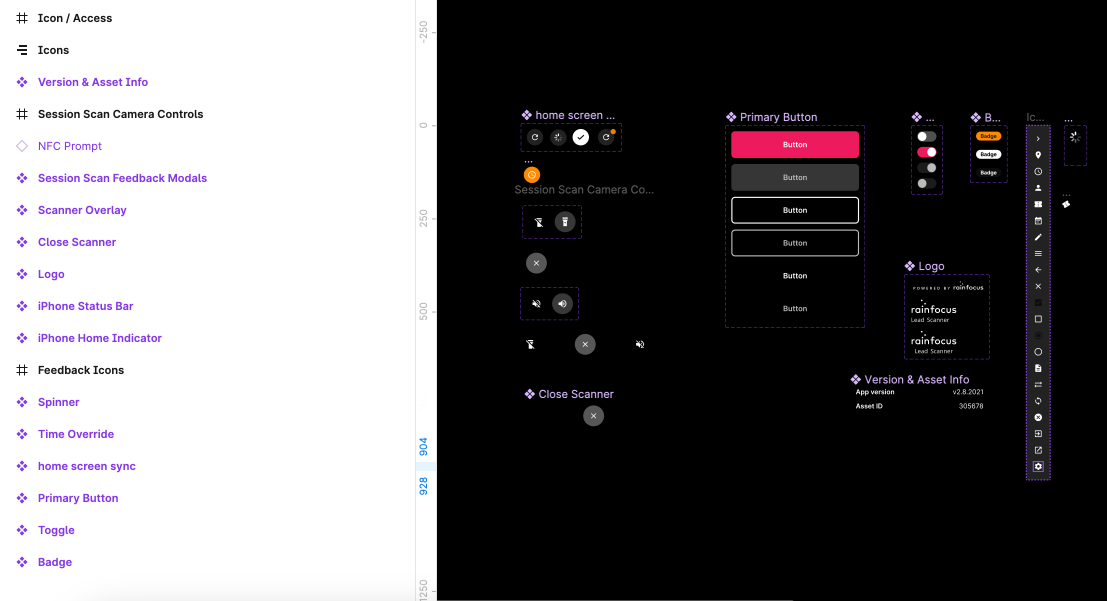 Icon / Access
Icons
Version & Asset Info
Session Scan Camera Controls
NFC Prompt
Session Scan Feedback Modals
Scanner Overlay
Close Scanner
Logo
iPhone Status Bar
iPhone Home Indicator
Feedback Icons
Spinner
Time Override
home screen sync
Primary Button
Toggle
Badge
-250
0
250
500
904
928
1250
home screen ...
...
Session Scan Camera Co...
Close Scanner
Primary Button
Button
Button
Button
Button
Button
Button
...
B...
Badge
Badge
Badge
Ic...
...
...
Logo
POWERED BY rainfocus
rainfocus
Lead Scanner
rainfocus
Lead Scanner
Version & Asset Info
App version v2.8.2021
Asset ID 305678